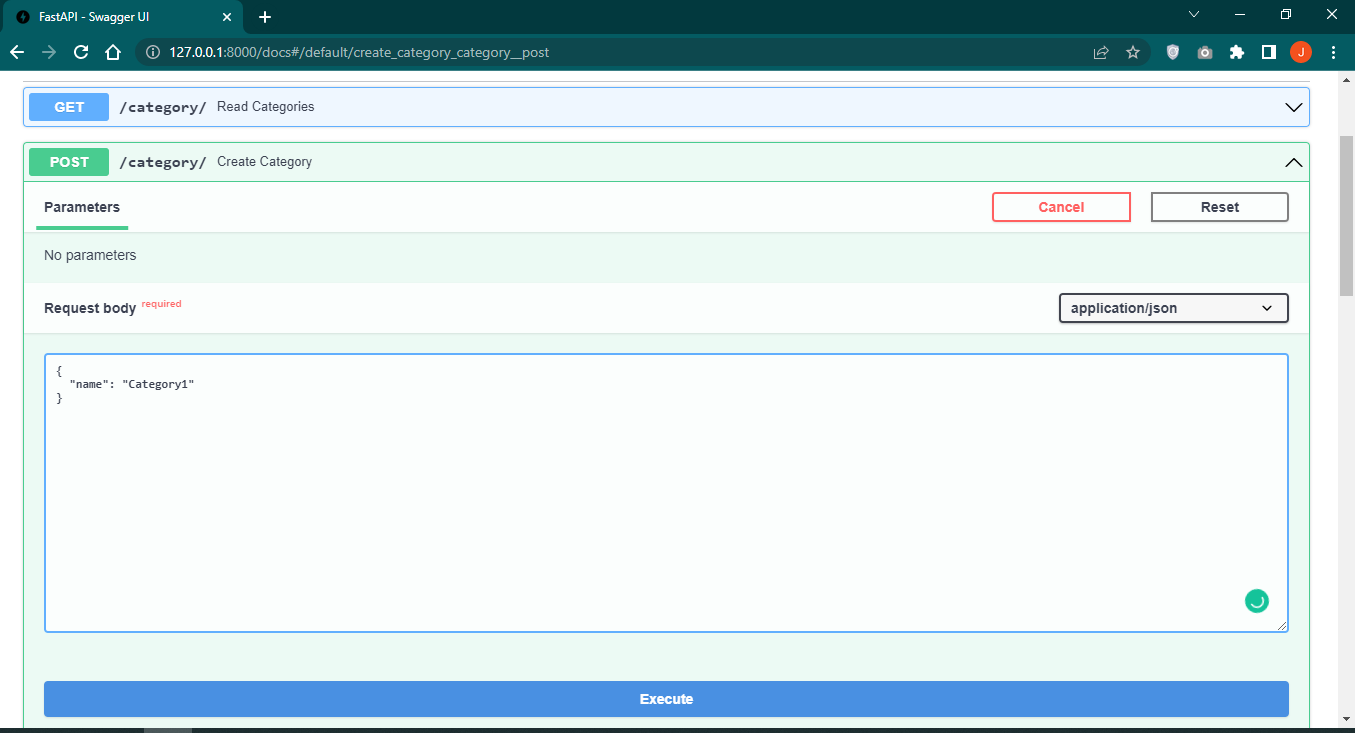 FastAPI - Swagger UI
127.0.0.1:8000/docs#/default/create_category_category__post
J
GET /category/ Read Categories
POST /category/ Create Category
Parameters Cancel Reset
No parameters
Request body required application/json
{
"name": "Category1"
}
Execute